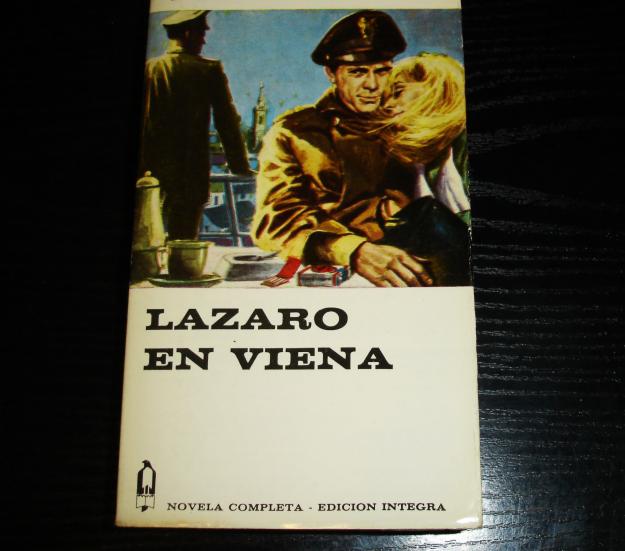 LAZARO
EN VIENA
NOVELA COMPLETA - EDICION INTEGRA